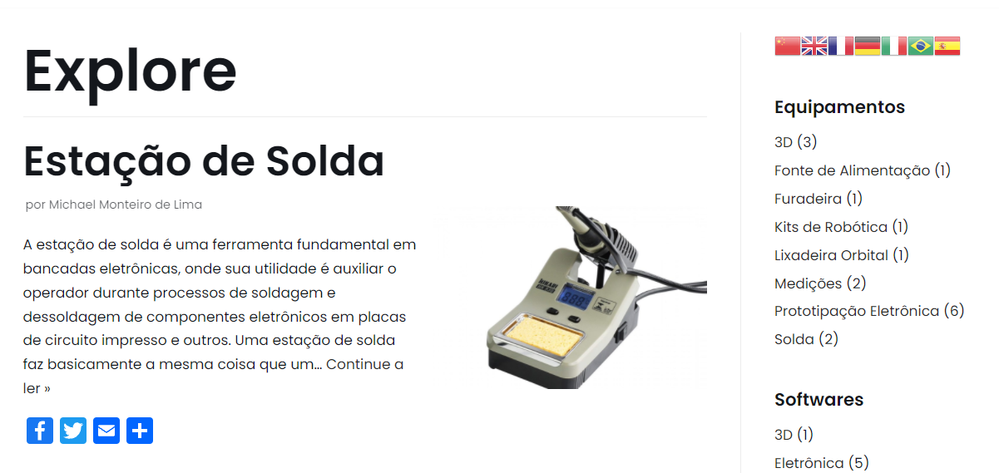 Explore
Estação de Solda
por Michael Monteiro de Lima
A estação de solda é uma ferramenta fundamental em
bancadas eletrônicas, onde sua utilidade é auxiliar o
operador durante processos de soldagem e
dessoldagem de componentes eletrônicos em placas
de circuito impresso e outros. Uma estação de solda
faz basicamente a mesma coisa que um... Continue a
ler »
HIKARI
Equipamentos
3D (3)
Fonte de Alimentação (1)
Furadeira (1)
Kits de Robótica (1)
Lixadeira Orbital (1)
Medições (2)
Prototipação Eletrônica (6)
Solda (2)
Softwares
3D (1)
Eletrônica (5)